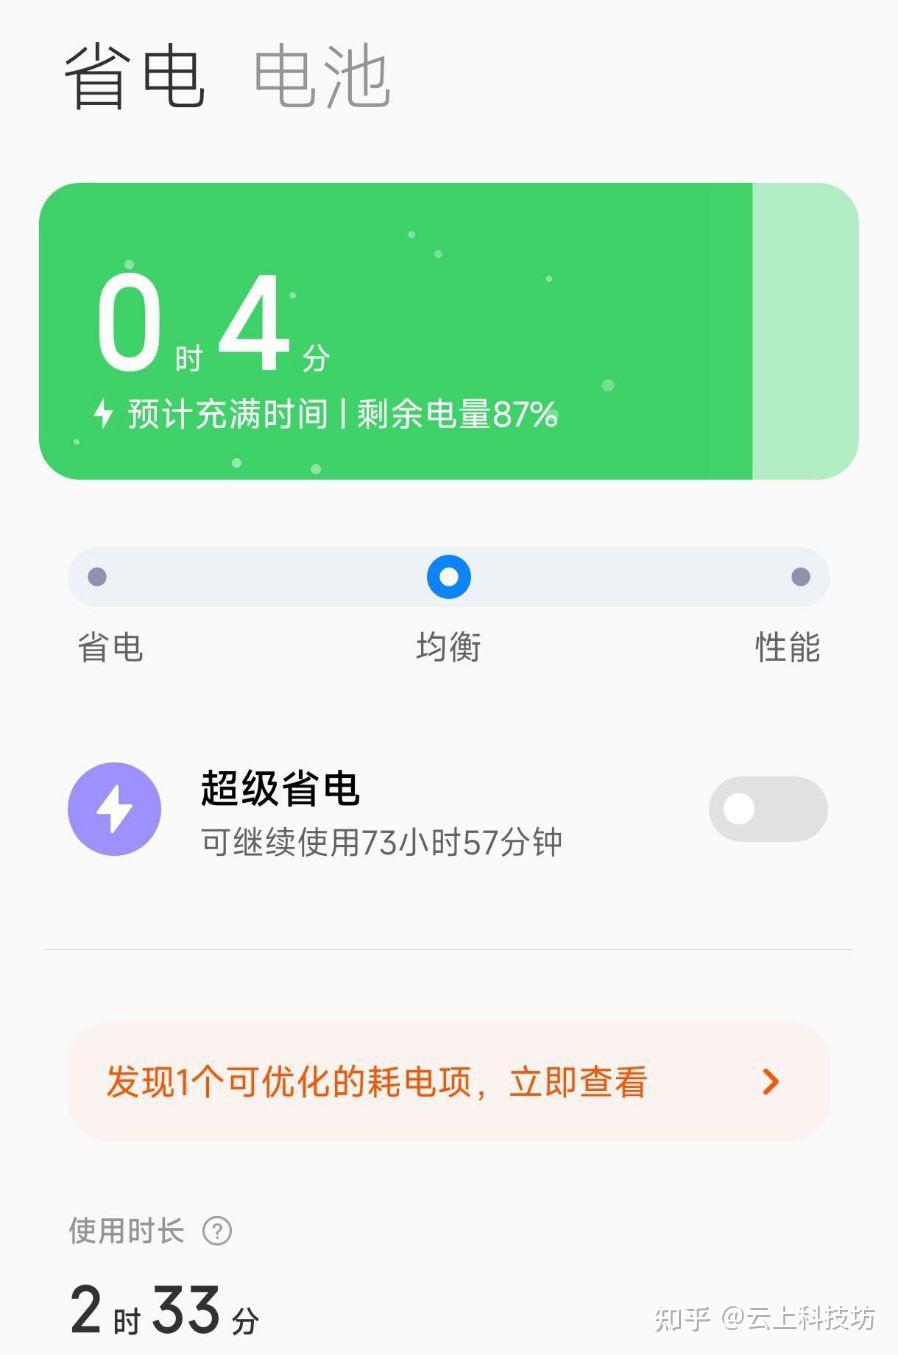 省电 电池
0时4分
预计充满时间 | 剩余电量87%
省电 均衡 性能
超级省电
可继续使用73小时57分钟
发现1个可优化的耗电项，立即查看
使用时长 ?
2时33分
知乎 @云上科技坊